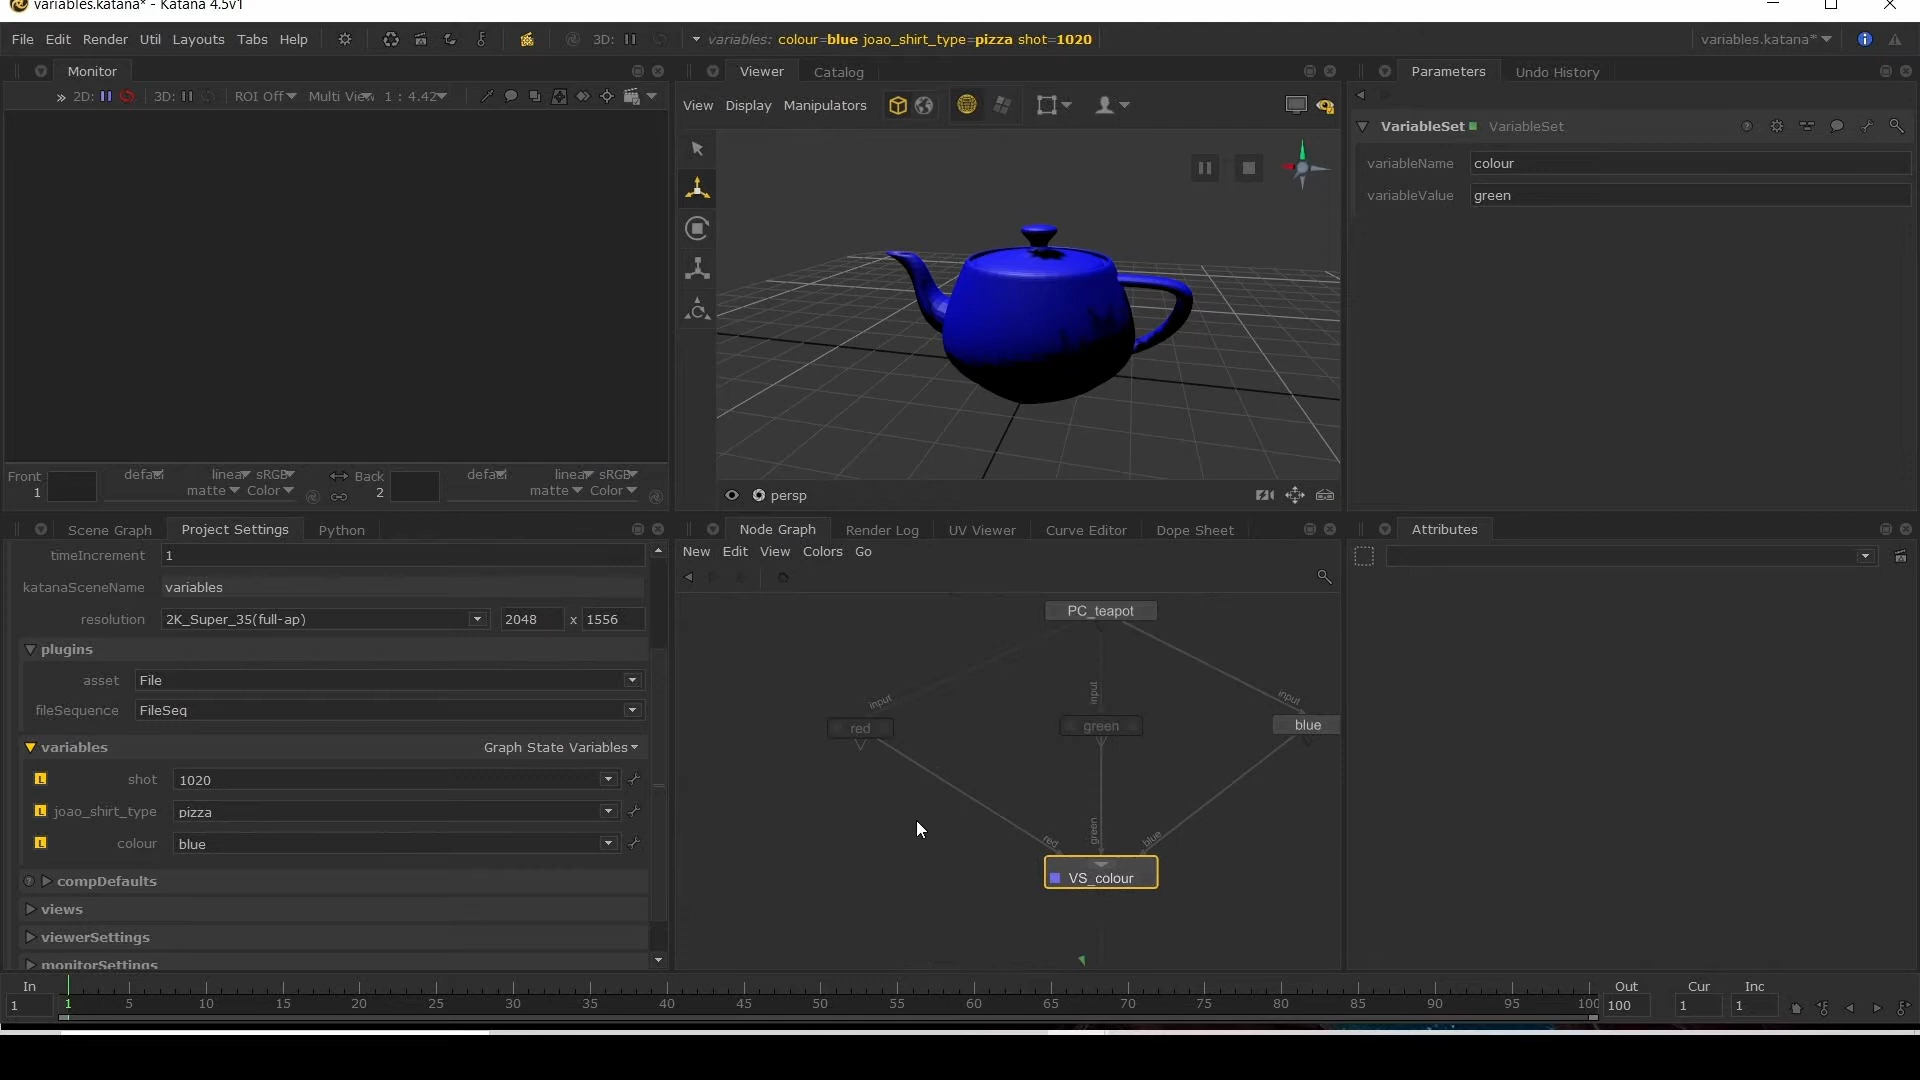 variables.katana* - Katana 4.5v1
File Edit Render Util Layouts Tabs Help 3D: variables: colour=blue joao_shirt_type=pizza shot=1020 variables.katana*
Monitor
2D: 3D: ROI Off Multi View 1 : 4.42
Front defaul linear sRGB Back defaul linear sRGB
1 matte Color 2 matte Color
Viewer Catalog
View Display Manipulators
persp
Parameters Undo History
VariableSet VariableSet
variableName colour
variableValue green
Scene Graph Project Settings Python
timeIncrement 1
katanaSceneName variables
resolution 2K_Super_35(full-ap) 2048 x 1556
plugins
asset File
fileSequence FileSeq
variables Graph State Variables
L shot 1020
L joao_shirt_type pizza
L colour blue
compDefaults
views
viewerSettings
monitorSettings
Node Graph Render Log UV Viewer Curve Editor Dope Sheet
New Edit View Colors Go
PC_teapot
input input input
red green blue
red green blue
VS_colour
Attributes
In Out Cur Inc
1 1 5 10 15 20 25 30 35 40 45 50 55 60 65 70 75 80 85 90 95 100 100 1 1